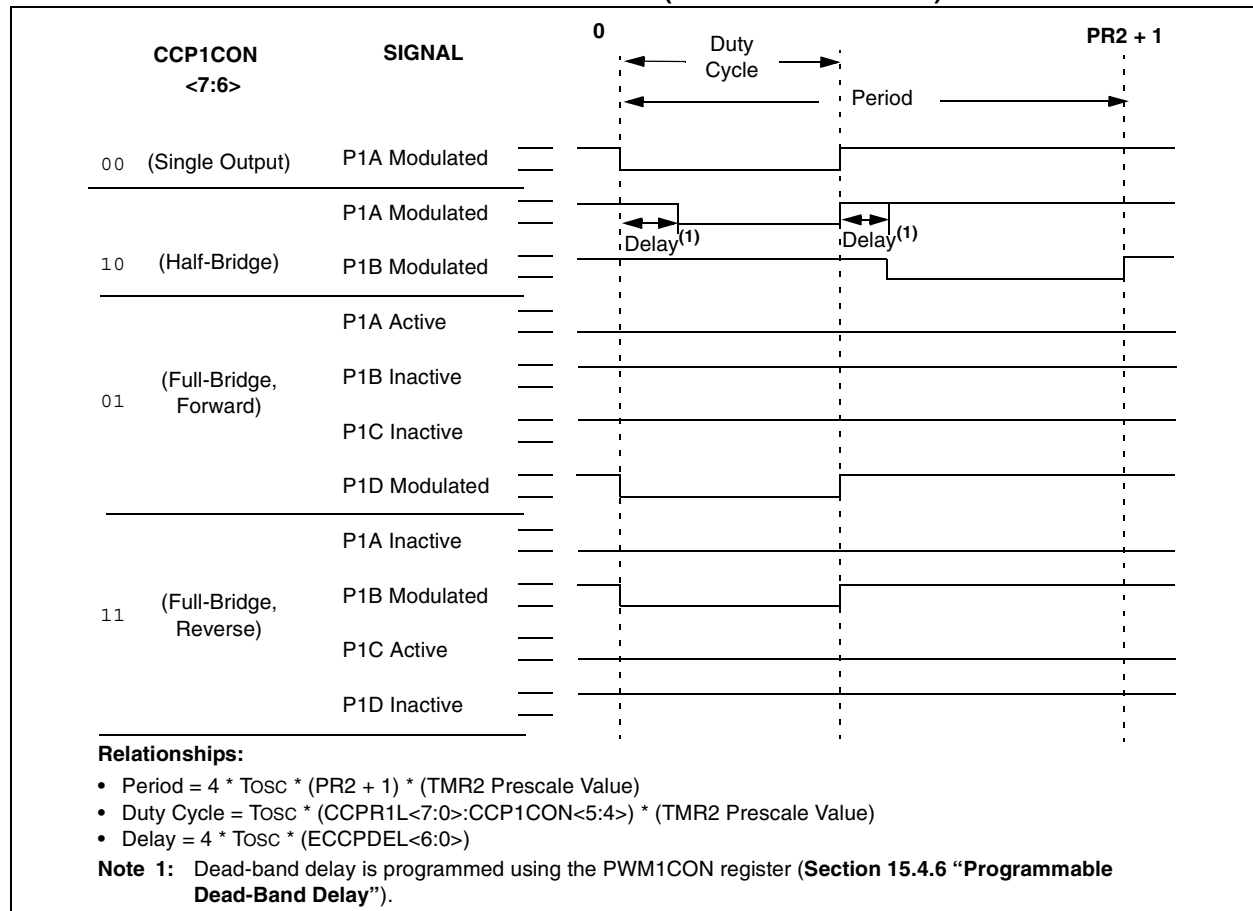 0
PR2 + 1
Duty
Cycle
Period
CCP1CON
<7:6>
SIGNAL
00 (Single Output) P1A Modulated
P1A Modulated
Delay(1) Delay(1)
10 (Half-Bridge) P1B Modulated
P1A Active
(Full-Bridge,
Forward)
P1B Inactive
01
P1C Inactive
P1D Modulated
P1A Inactive
(Full-Bridge,
Reverse)
P1B Modulated
11
P1C Active
P1D Inactive
Relationships:
• Period = 4 * TOSC * (PR2 + 1) * (TMR2 Prescale Value)
• Duty Cycle = TOSC * (CCPR1L<7:0>:CCP1CON<5:4>) * (TMR2 Prescale Value)
• Delay = 4 * TOSC * (ECCPDEL<6:0>)
Note 1: Dead-band delay is programmed using the PWM1CON register (Section 15.4.6 “Programmable
Dead-Band Delay”).